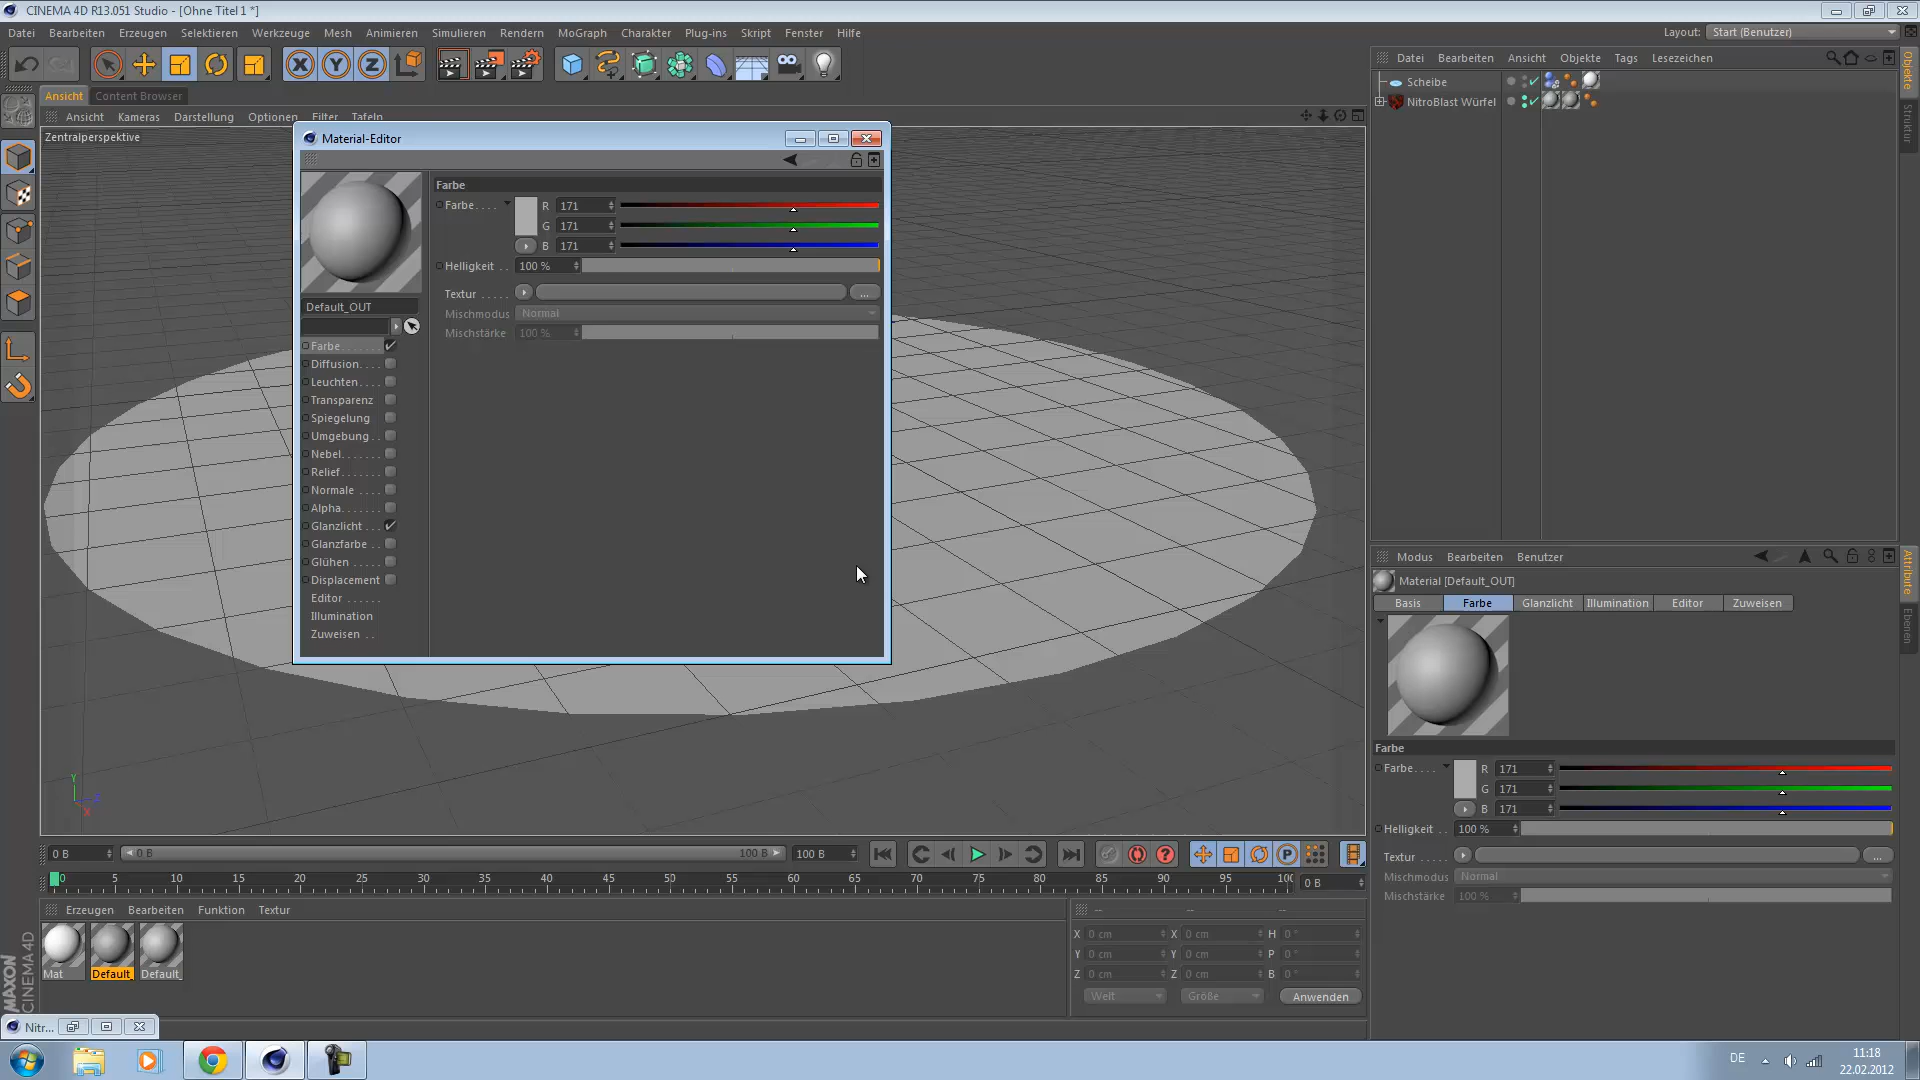 CINEMA 4D R13.051 Studio - [Ohne Titel 1 *]
Datei Bearbeiten Erzeugen Selektieren Werkzeuge Mesh Animieren Simulieren Rendern MoGraph Charakter Plug-ins Skript Fenster Hilfe Layout: Start (Benutzer)
Ansicht Content Browser
Ansicht Kameras Darstellung Optionen Filter Tafeln
Zentralperspektive
Material-Editor
Farbe
Farbe.... R 171
G 171
B 171
Helligkeit .. 100 %
Textur ..... ...
Mischmodus Normal
Mischstärke 100 %
Default_OUT
Farbe.......
Diffusion....
Leuchten....
Transparenz
Spiegelung
Umgebung..
Nebel.......
Relief.......
Normale ....
Alpha.......
Glanzlicht ...
Glanzfarbe ..
Glühen .....
Displacement
Editor ......
Illumination
Zuweisen ..
Y
Z
X
Datei Bearbeiten Ansicht Objekte Tags Lesezeichen
Scheibe
NitroBlast Würfel
Objekte
Struktur
Modus Bearbeiten Benutzer
Material [Default_OUT]
Basis Farbe Glanzlicht Illumination Editor Zuweisen
Farbe
Farbe.... R 171
G 171
B 171
Helligkeit .. 100 %
Textur ..... ...
Mischmodus Normal
Mischstärke 100 %
Attribute
Ebenen
0 B 0 B 100 B 100 B
0 5 10 15 20 25 30 35 40 45 50 55 60 65 70 75 80 85 90 95 100 0 B
Erzeugen Bearbeiten Funktion Textur
Mat Default_ Default_
-- -- --
X 0 cm X 0 cm H 0 °
Y 0 cm Y 0 cm P 0 °
Z 0 cm Z 0 cm B 0 °
Welt Größe Anwenden
MAXON
CINEMA 4D
Nitr...
DE
11:18
22.02.2012